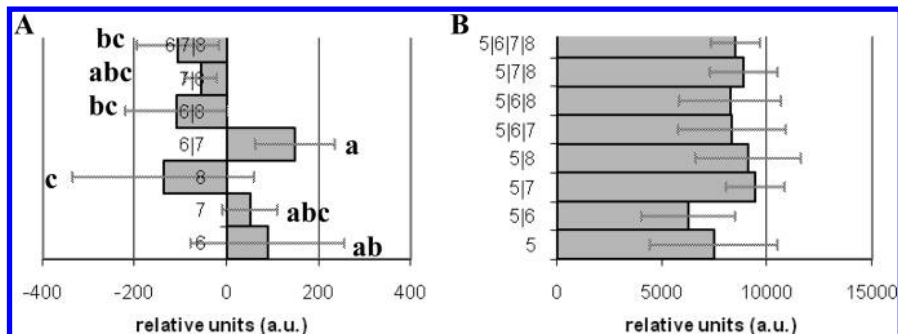 A
bc
6|7|8
abc
7|8
bc
6|8
6|7
a
c
8
7
abc
6
ab
-400 -200 0 200 400
relative units (a.u.)
B
5|6|7|8
5|7|8
5|6|8
5|6|7
5|8
5|7
5|6
5
0 5000 10000 15000
relative units (a.u.)